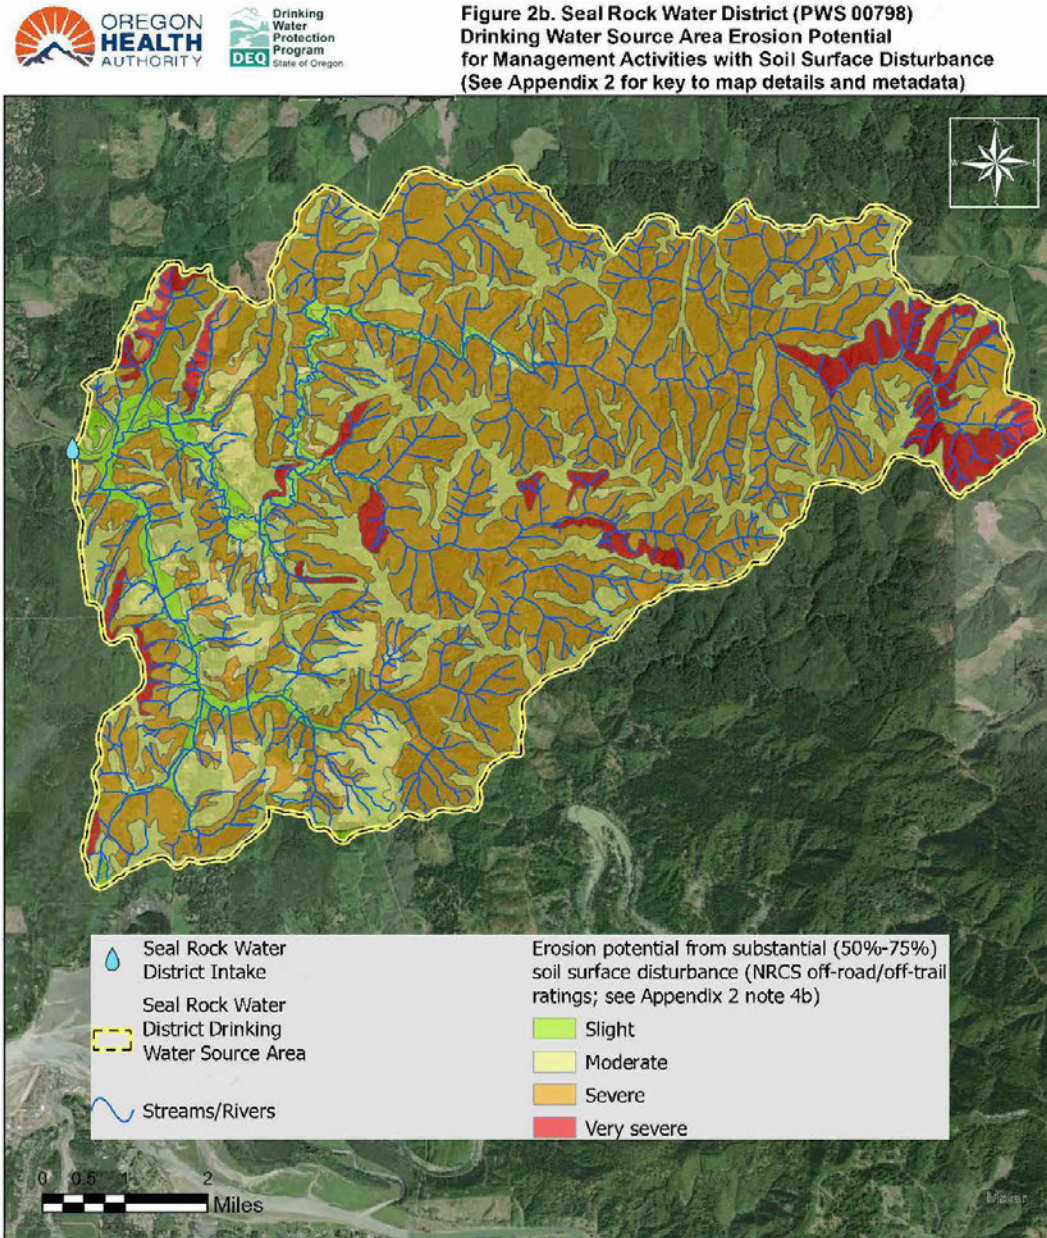 OREGON
HEALTH
AUTHORITY
Drinking
Water
Protection
Program
DEQ State of Oregon
Figure 2b. Seal Rock Water District (PWS 00798)
Drinking Water Source Area Erosion Potential
for Management Activities with Soil Surface Disturbance
(See Appendix 2 for key to map details and metadata)
W
E
Seal Rock Water
District Intake
Seal Rock Water
District Drinking
Water Source Area
Streams/Rivers
Erosion potential from substantial (50%-75%)
soil surface disturbance (NRCS off-road/off-trail
ratings; see Appendix 2 note 4b)
Slight
Moderate
Severe
Very severe
0 0.5 1 2
Miles